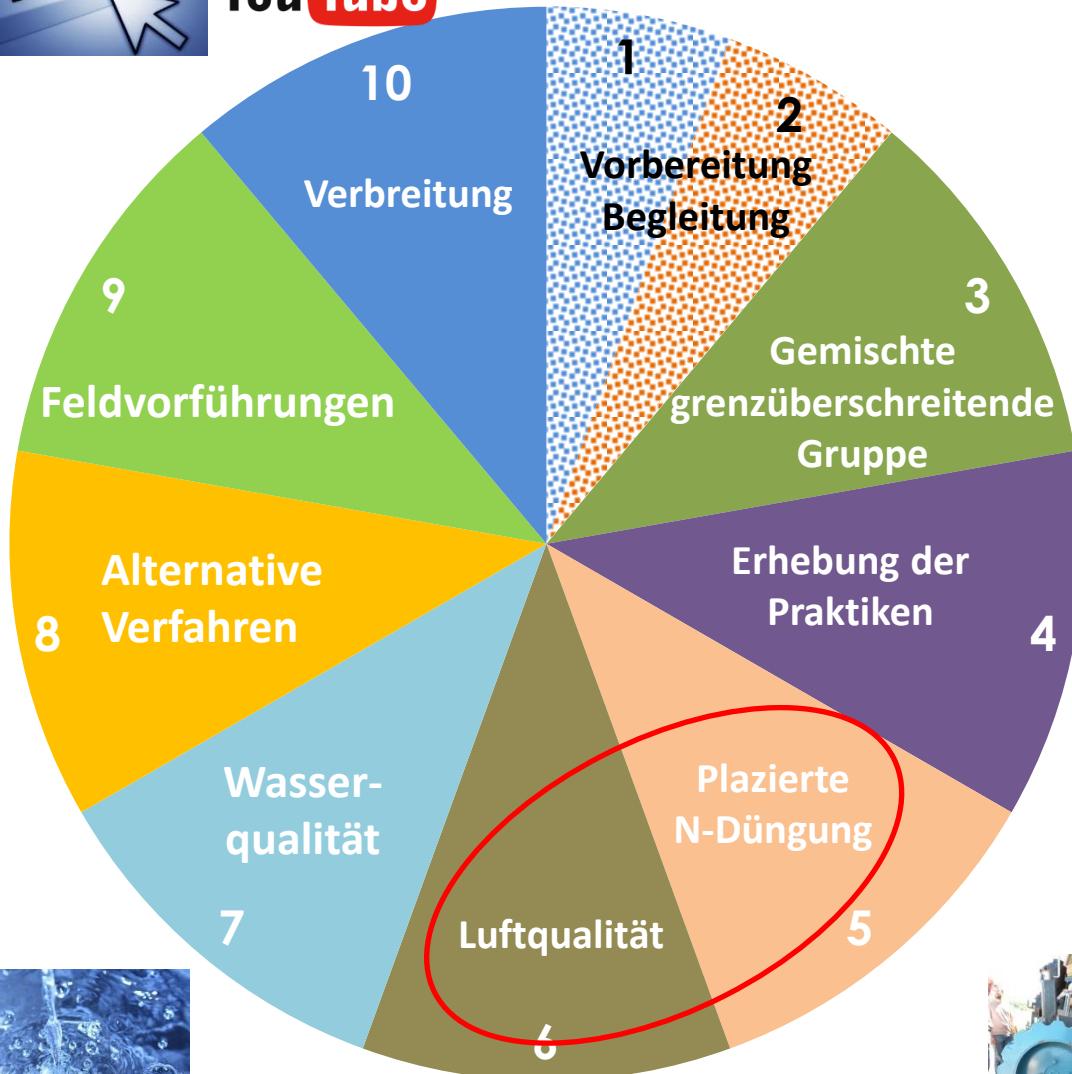 YouTube
10
Verbreitung
1
2
Vorbereitung
Begleitung
3
Gemischte
grenzüberschreitende
Gruppe
Erhebung der
Praktiken
4
Plazierte
N-Düngung
5
Luftqualität
6
Wasser-
qualität
7
Alternative
Verfahren
8
9
Feldvorführungen